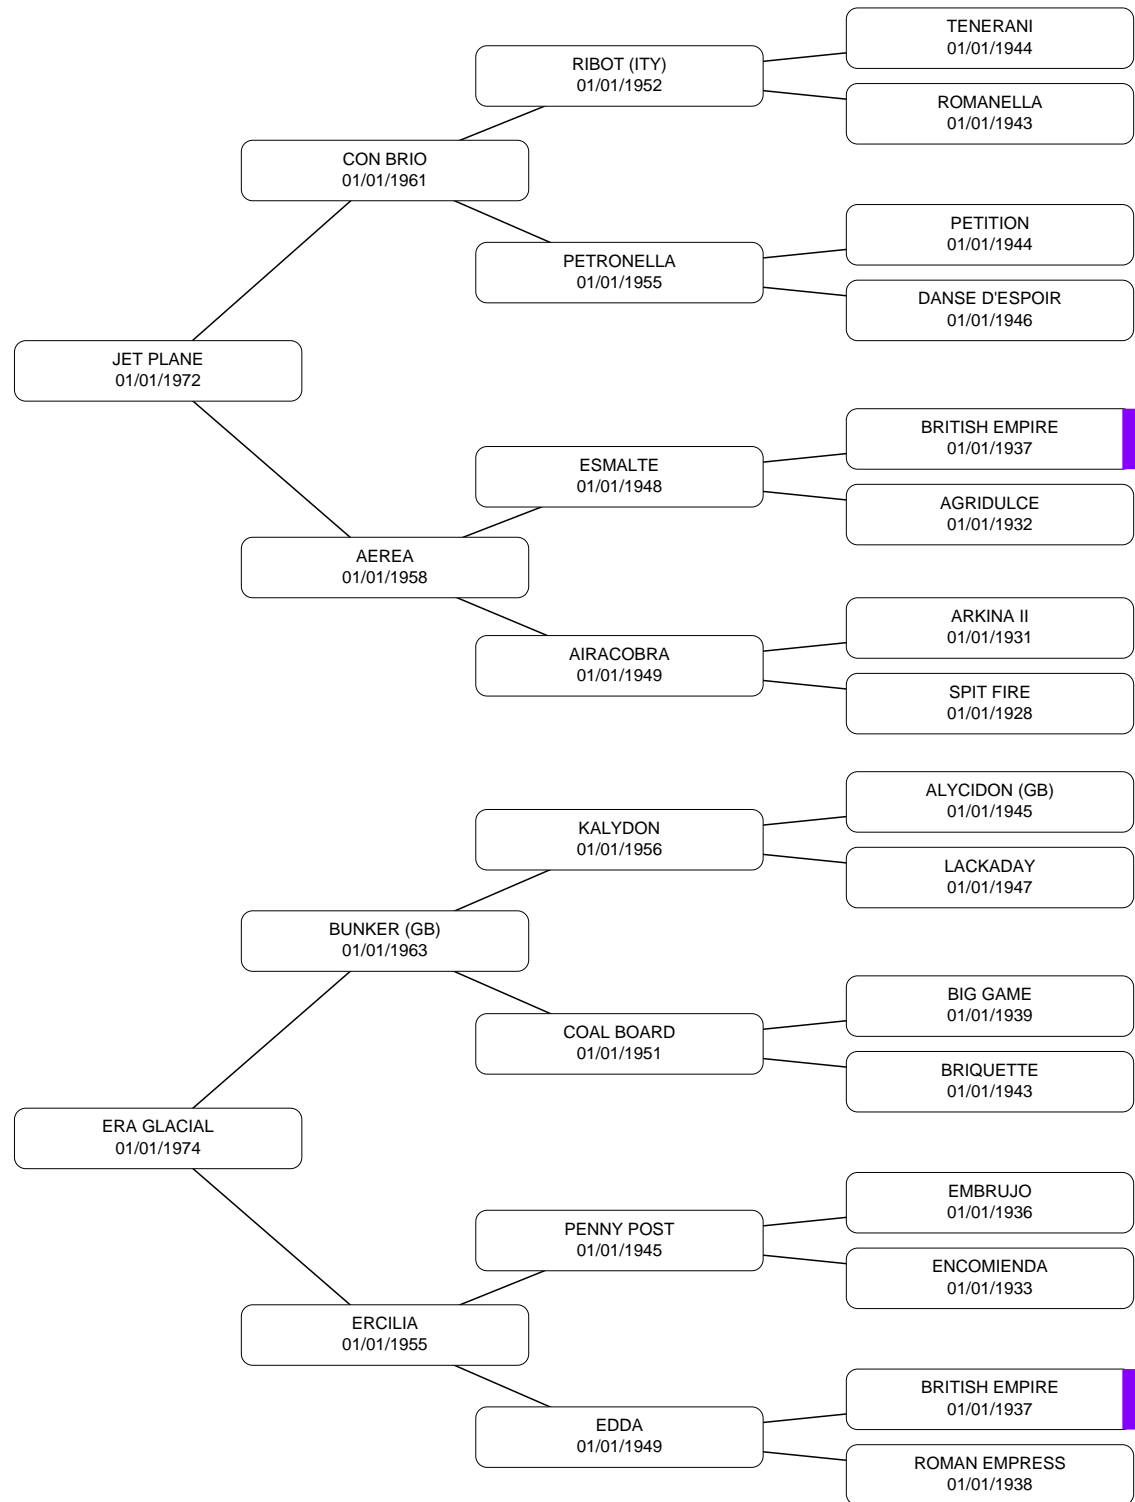 TENERANI
01/01/1944
RIBOT (ITY)
01/01/1952
ROMANELLA
01/01/1943
CON BRIO
01/01/1961
PETITION
01/01/1944
PETRONELLA
01/01/1955
DANSE D'ESPOIR
01/01/1946
JET PLANE
01/01/1972
BRITISH EMPIRE
01/01/1937
ESMALTE
01/01/1948
AGRIDULCE
01/01/1932
AEREA
01/01/1958
ARKINA II
01/01/1931
AIRACOBRA
01/01/1949
SPIT FIRE
01/01/1928
ALYCIDON (GB)
01/01/1945
KALYDON
01/01/1956
LACKADAY
01/01/1947
BUNKER (GB)
01/01/1963
BIG GAME
01/01/1939
COAL BOARD
01/01/1951
BRIQUETTE
01/01/1943
ERA GLACIAL
01/01/1974
EMBRUJO
01/01/1936
PENNY POST
01/01/1945
ENCOMIENDA
01/01/1933
ERCILIA
01/01/1955
BRITISH EMPIRE
01/01/1937
EDDA
01/01/1949
ROMAN EMPRESS
01/01/1938